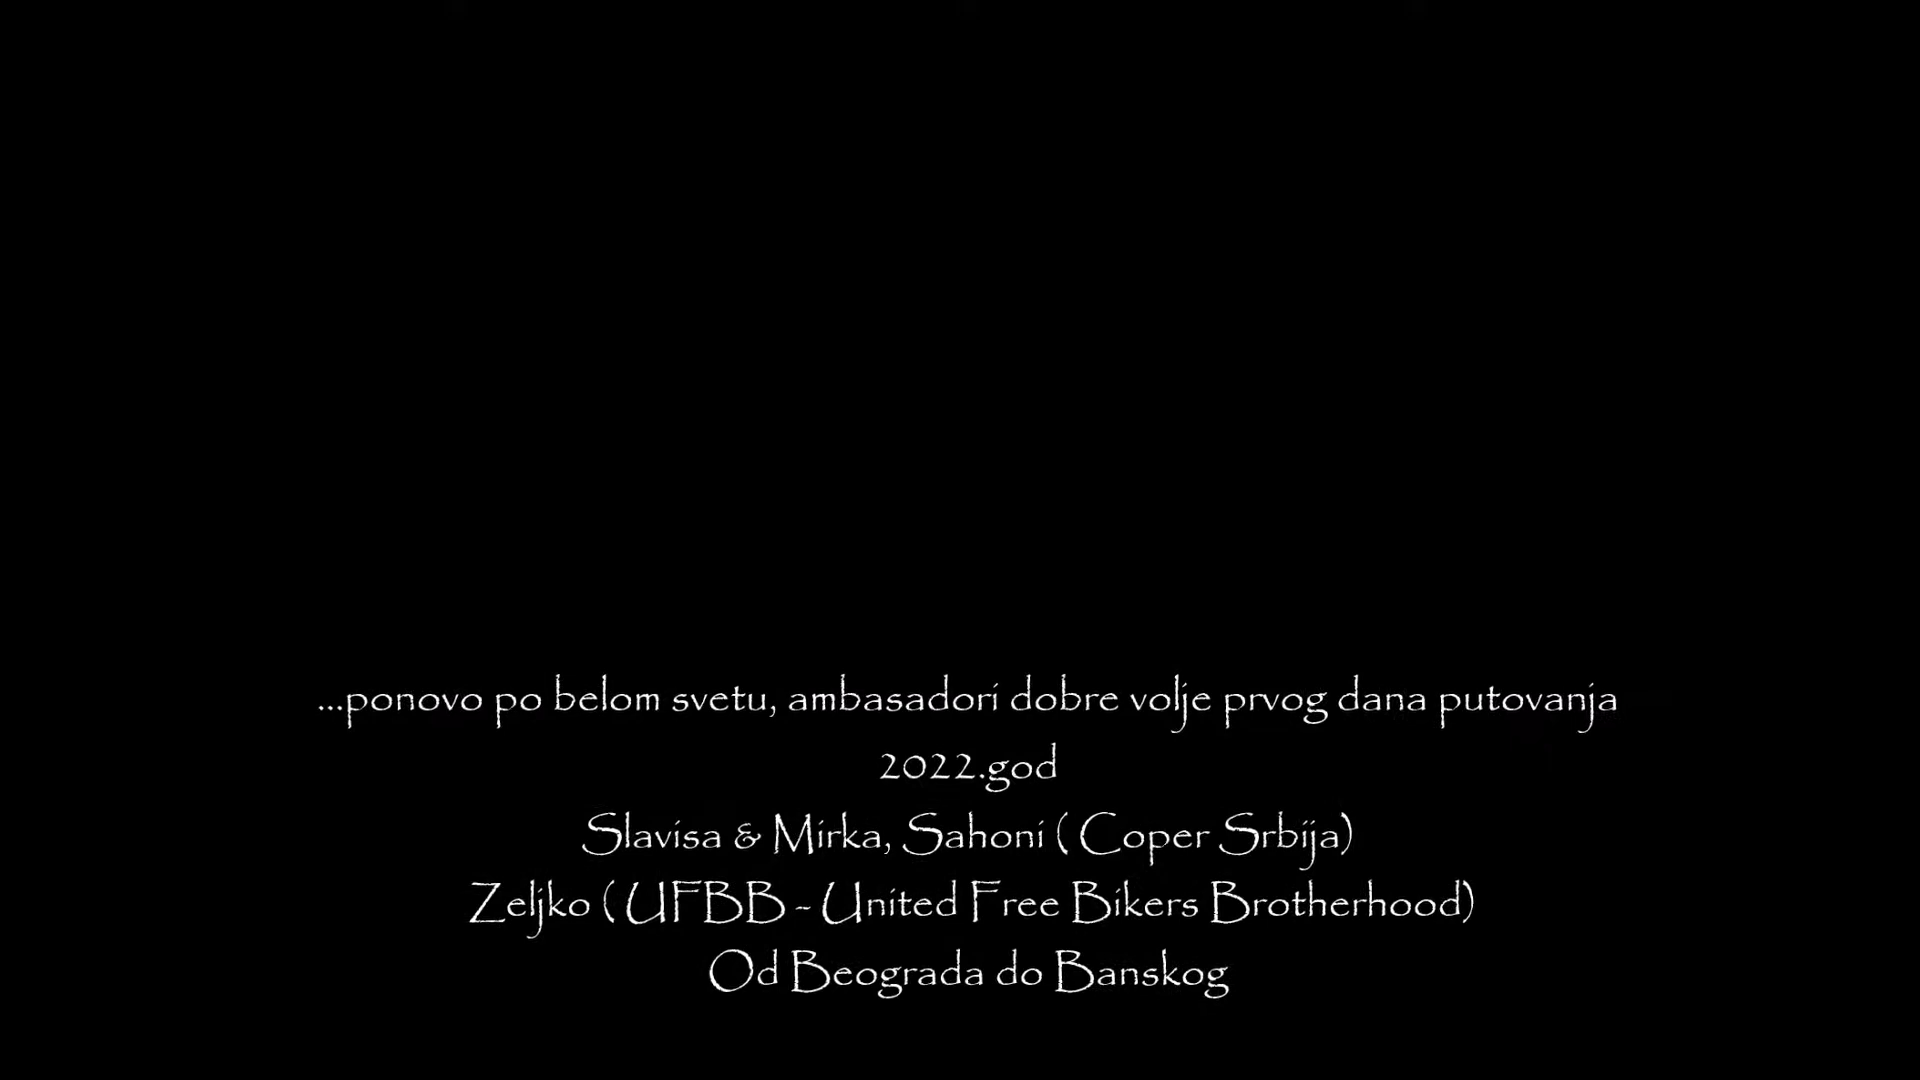 ...ponovo po belom svetu, ambasadori dobre volje prvog dana putovanja
2022.god
Slavisa & Mirka, Sahoni ( Coper Srbija)
Zeljko ( UFBB - United Free Bikers Brotherhood)
Od Beograda do Banskog